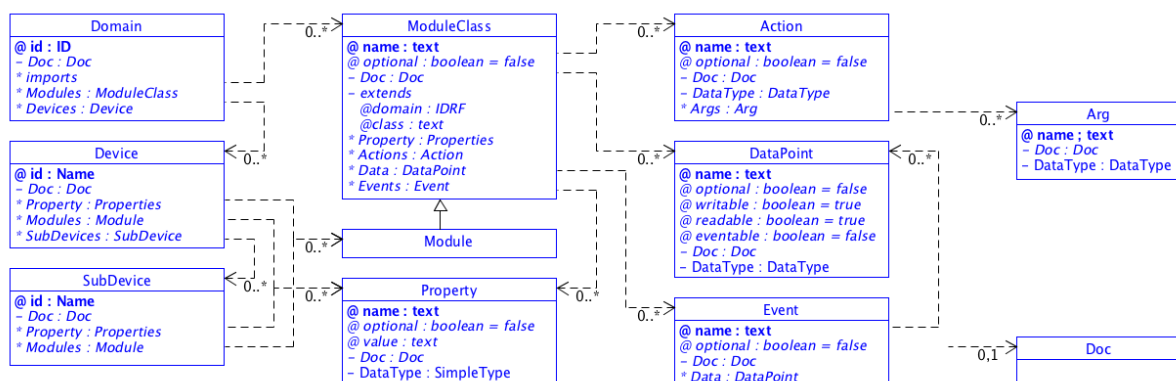 Domain
@ id : ID
– Doc : Doc
* imports
* Modules : ModuleClass
* Devices : Device
0..*
0..*
Device
@ id : Name
– Doc : Doc
* Property : Properties
* Modules : Module
* SubDevices : SubDevice
0..*
0..*
0..*
SubDevice
@ id : Name
– Doc : Doc
* Property : Properties
* Modules : Module
ModuleClass
@ name : text
@ optional : boolean = false
– Doc : Doc
– extends
@domain : IDRF
@class : text
* Property : Properties
* Actions : Action
* Data : DataPoint
* Events : Event
0..*
0..*
0..*
0..*
Module
Property
@ name : text
@ optional : boolean = false
@ value : text
– Doc : Doc
– DataType : SimpleType
Action
@ name : text
@ optional : boolean = false
– Doc : Doc
– DataType : DataType
* Args : Arg
0..*
Arg
@ name ; text
– Doc : Doc
– DataType : DataType
DataPoint
@ name : text
@ optional : boolean = false
@ writable : boolean = true
@ readable : boolean = true
@ eventable : boolean = false
– Doc : Doc
– DataType : DataType
0..*
Event
@ name : text
@ optional : boolean = false
– Doc : Doc
* Data : DataPoint
0,1
Doc